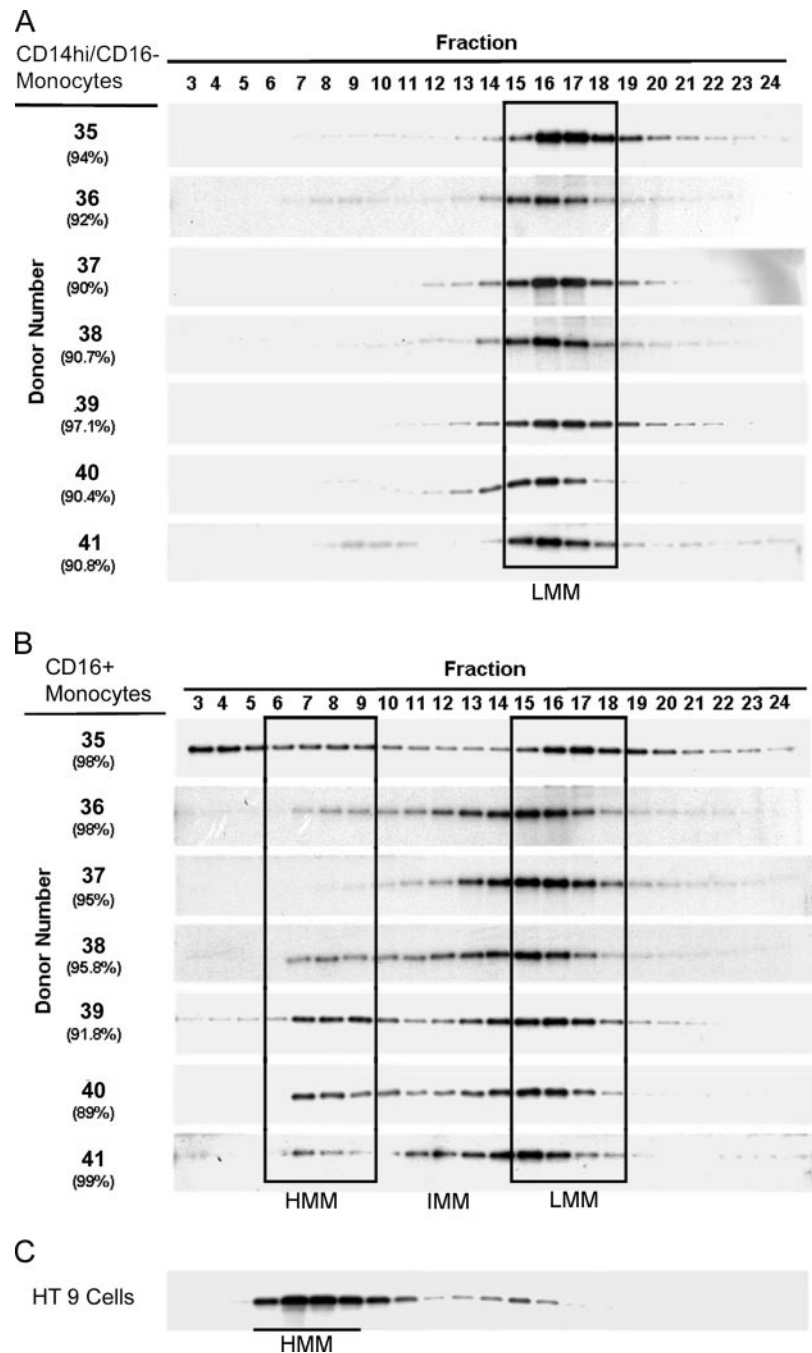 A
CD14hi/CD16-
Monocytes
Fraction
3 4 5 6 7 8 9 10 11 12 13 14 15 16 17 18 19 20 21 22 23 24
Donor Number
35
(94%)
36
(92%)
37
(90%)
38
(90.7%)
39
(97.1%)
40
(90.4%)
41
(90.8%)
LMM
B
CD16+
Monocytes
Fraction
3 4 5 6 7 8 9 10 11 12 13 14 15 16 17 18 19 20 21 22 23 24
Donor Number
35
(98%)
36
(98%)
37
(95%)
38
(95.8%)
39
(91.8%)
40
(89%)
41
(99%)
HMM IMM LMM
C
HT 9 Cells
HMM